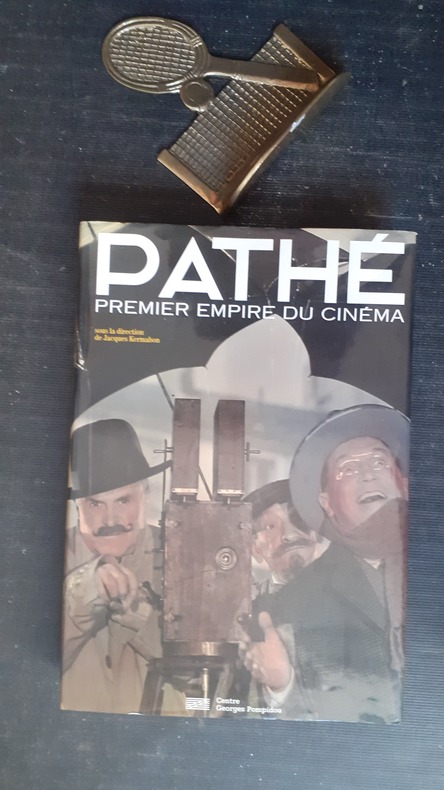 PATHÉ
PREMIER EMPIRE DU CINÉMA
sous la direction
de Jacques Kermabon
Centre
Georges Pompidou